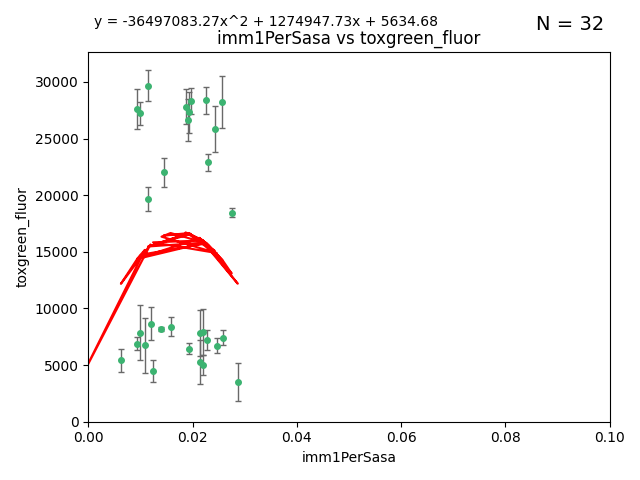 y = -36497083.27x^2 + 1274947.73x + 5634.68
N = 32
imm1PerSasa vs toxgreen_fluor
30000
25000
20000
15000
10000
5000
0
toxgreen_fluor
0.00 0.02 0.04 0.06 0.08 0.10
imm1PerSasa